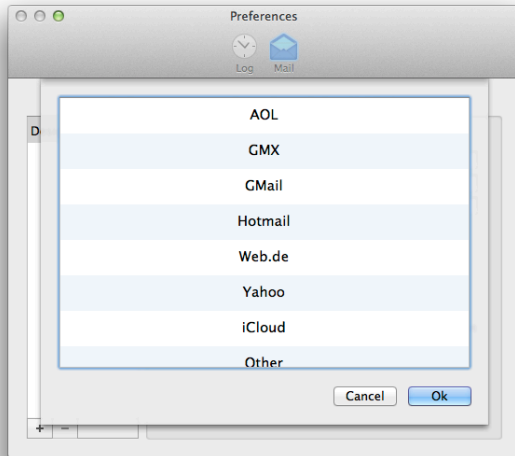 Preferences
Log Mail
AOL
GMX
GMail
Hotmail
Web.de
Yahoo
iCloud
Other
Cancel Ok
+ −